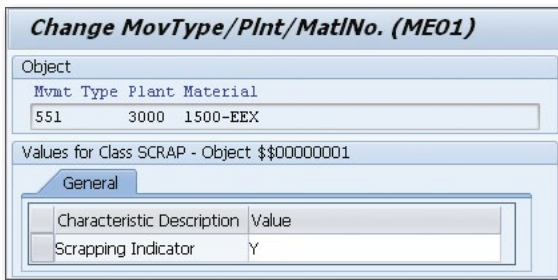 Change MovType/Plnt/MatlNo. (ME01)
Object
Mvmt Type Plant Material
551 3000 1500-EEX
Values for Class SCRAP - Object $$00000001
General
Characteristic Description Value
Scrapping Indicator Y